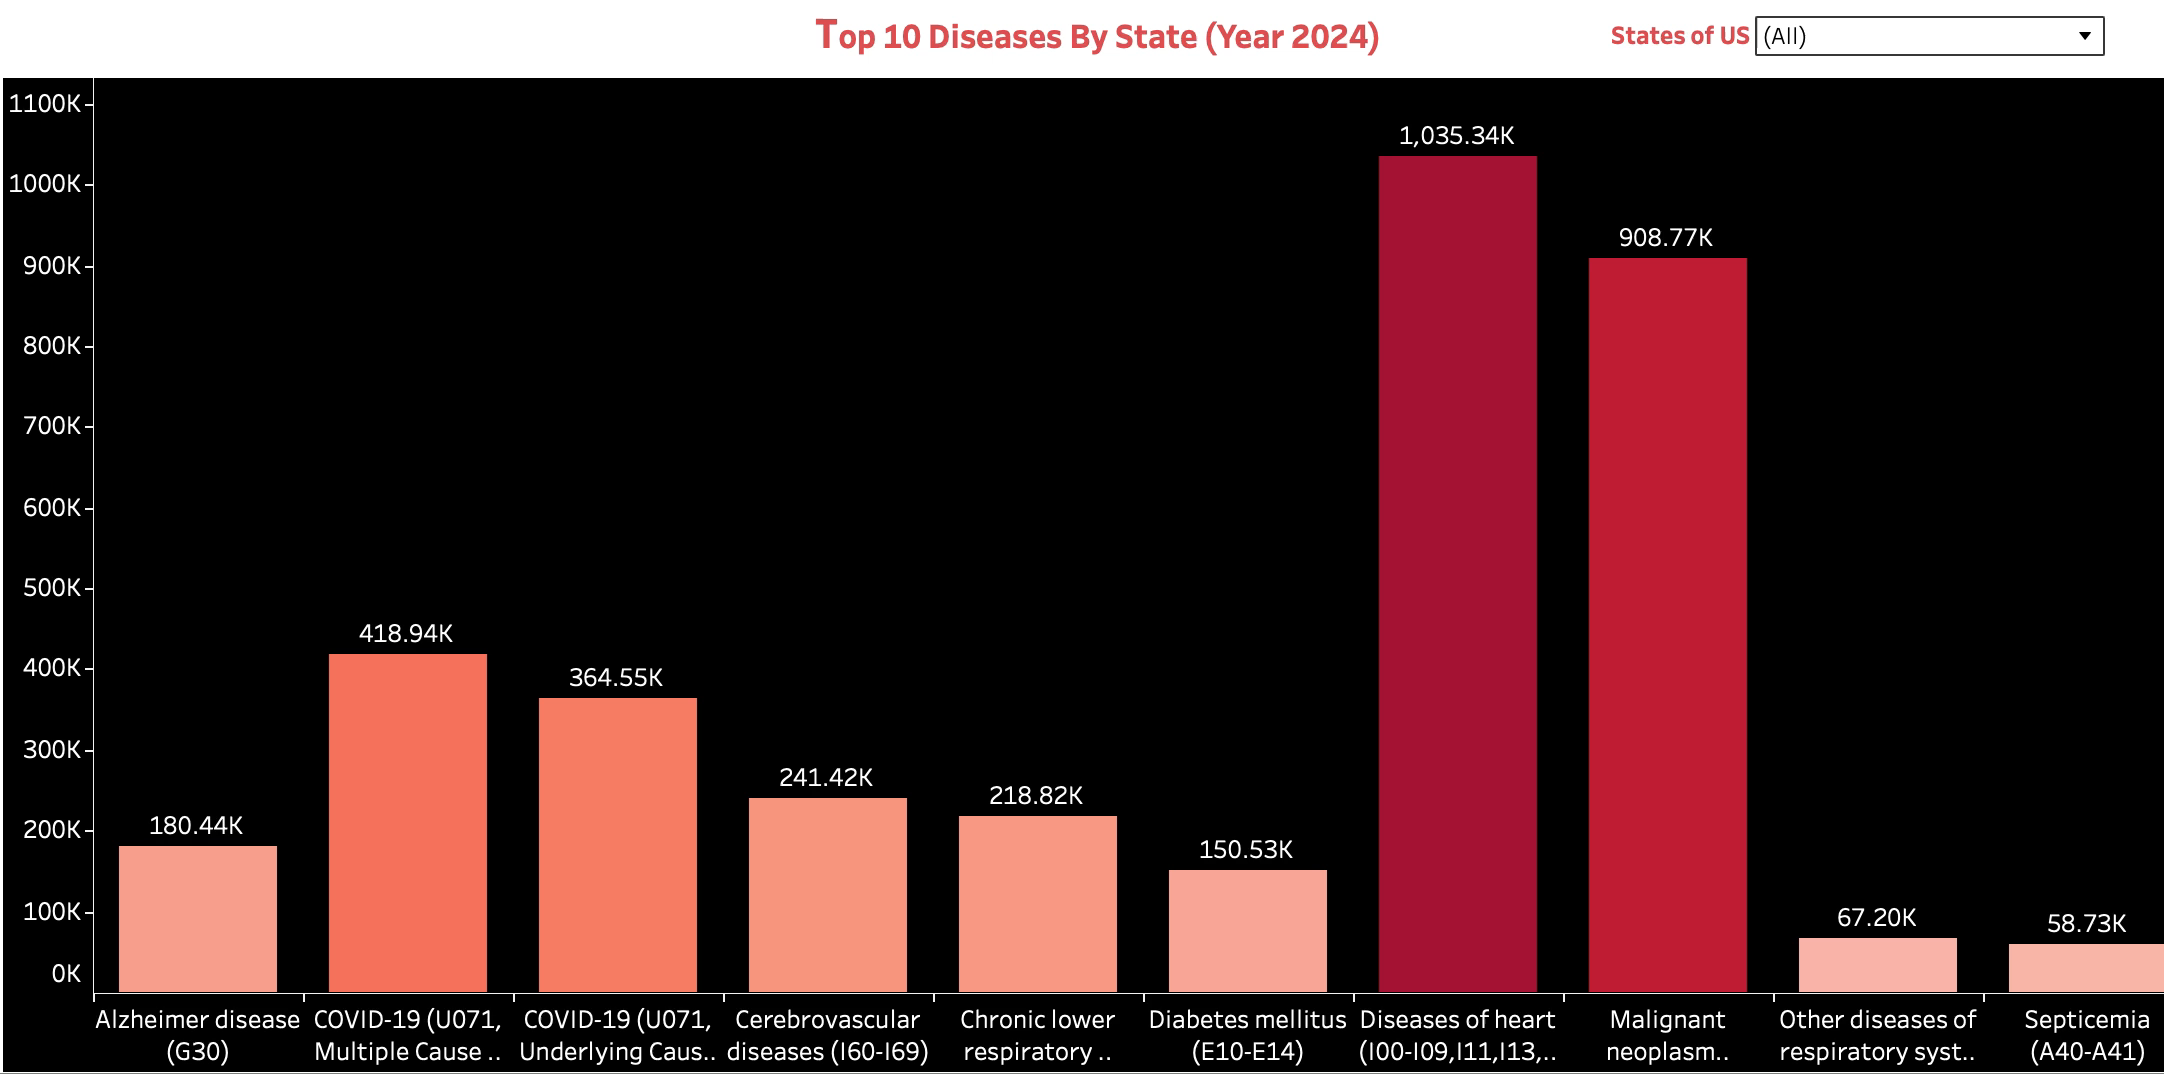 Top 10 Diseases By State (Year 2024)
States of US (All)
1100K
1000K
900K
800K
700K
600K
500K
400K
300K
200K
100K
0K
180.44K
418.94K
364.55K
241.42K
218.82K
150.53K
1,035.34K
908.77K
67.20K
58.73K
Alzheimer disease
(G30)
COVID-19 (U071,
Multiple Cause ..
COVID-19 (U071,
Underlying Caus..
Cerebrovascular
diseases (I60-I69)
Chronic lower
respiratory ..
Diabetes mellitus
(E10-E14)
Diseases of heart
(I00-I09,I11,I13,..
Malignant
neoplasm..
Other diseases of
respiratory syst..
Septicemia
(A40-A41)